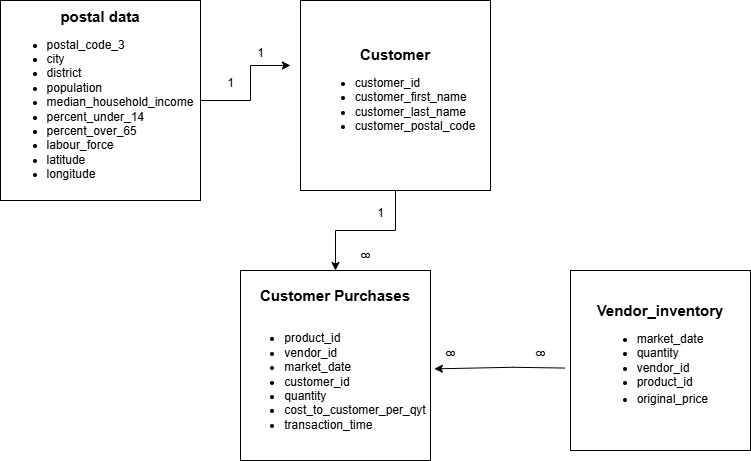 postal data
postal_code_3
city
district
population
median_household_income
percent_under_14
percent_over_65
labour_force
latitude
longitude
1
1
Customer
customer_id
customer_first_name
customer_last_name
customer_postal_code
1
∞
Customer Purchases
product_id
vendor_id
market_date
customer_id
quantity
cost_to_customer_per_qyt
transaction_time
∞
∞
Vendor_inventory
market_date
quantity
vendor_id
product_id
original_price